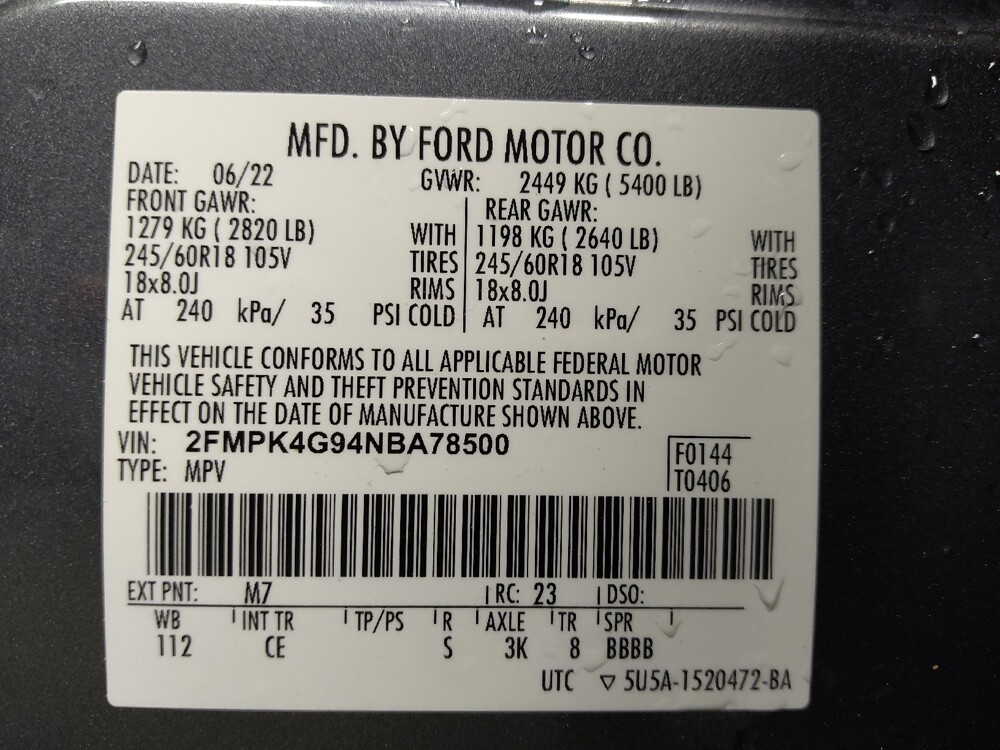 MFD. BY FORD MOTOR CO.
DATE: 06/22 GVWR: 2449 KG ( 5400 LB)
FRONT GAWR: REAR GAWR:
1279 KG ( 2820 LB) WITH 1198 KG ( 2640 LB) WITH
245/60R18 105V TIRES 245/60R18 105V TIRES
18x8.0J RIMS 18x8.0J RIMS
AT 240 kPa/ 35 PSI COLD AT 240 kPa/ 35 PSI COLD
THIS VEHICLE CONFORMS TO ALL APPLICABLE FEDERAL MOTOR
VEHICLE SAFETY AND THEFT PREVENTION STANDARDS IN
EFFECT ON THE DATE OF MANUFACTURE SHOWN ABOVE.
VIN: 2FMPK4G94NBA78500 F0144
TYPE: MPV T0406
EXT PNT: M7 RC: 23 DSO:
WB INT TR TP/PS R AXLE TR SPR
112 CE S 3K 8 BBBB
UTC ▽ 5U5A-1520472-BA